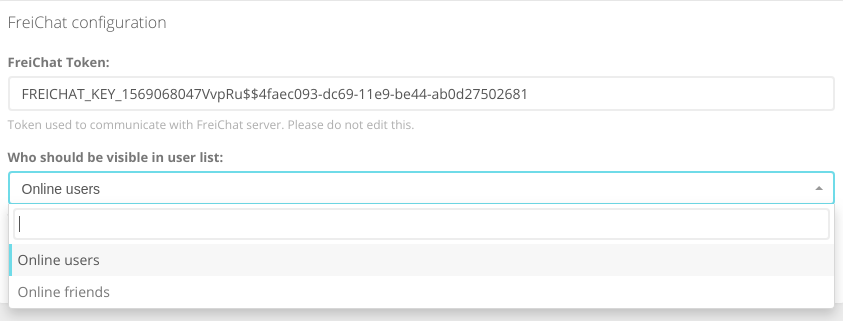 FreiChat configuration
FreiChat Token:
FREICHAT_KEY_1569068047VvpRu$$4faec093-dc69-11e9-be44-ab0d27502681
Token used to communicate with FreiChat server. Please do not edit this.
Who should be visible in user list:
Online users
Online users
Online friends